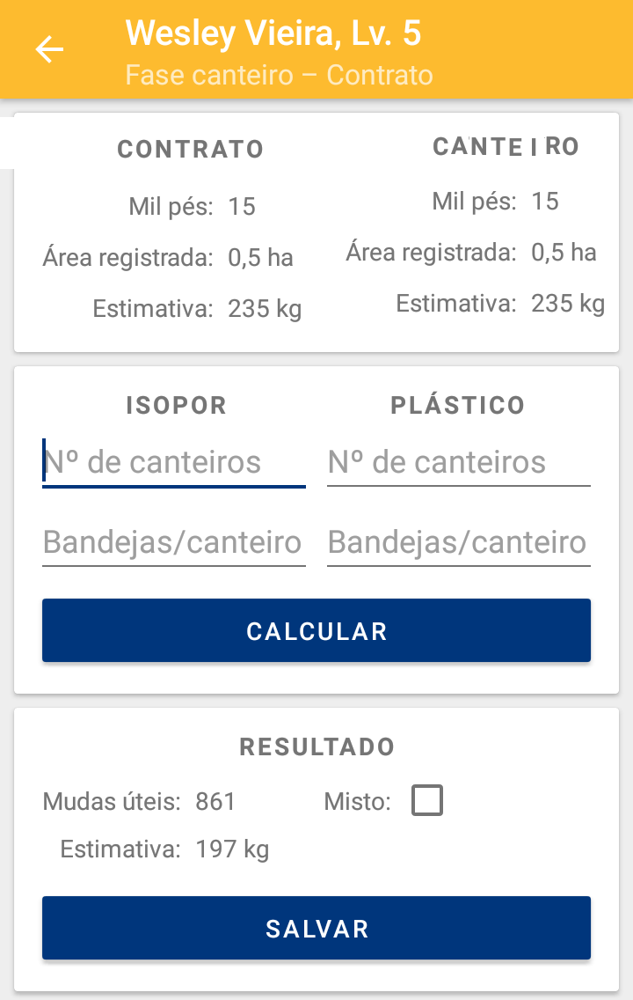 Wesley Vieira, Lv. 5
Fase canteiro – Contrato
CONTRATO
Mil pés: 15
Área registrada: 0,5 ha
Estimativa: 235 kg
CANTEIRO
Mil pés: 15
Área registrada: 0,5 ha
Estimativa: 235 kg
ISOPOR
Nº de canteiros
Bandejas/canteiro
PLÁSTICO
Nº de canteiros
Bandejas/canteiro
CALCULAR
RESULTADO
Mudas úteis: 861
Misto:
Estimativa: 197 kg
SALVAR